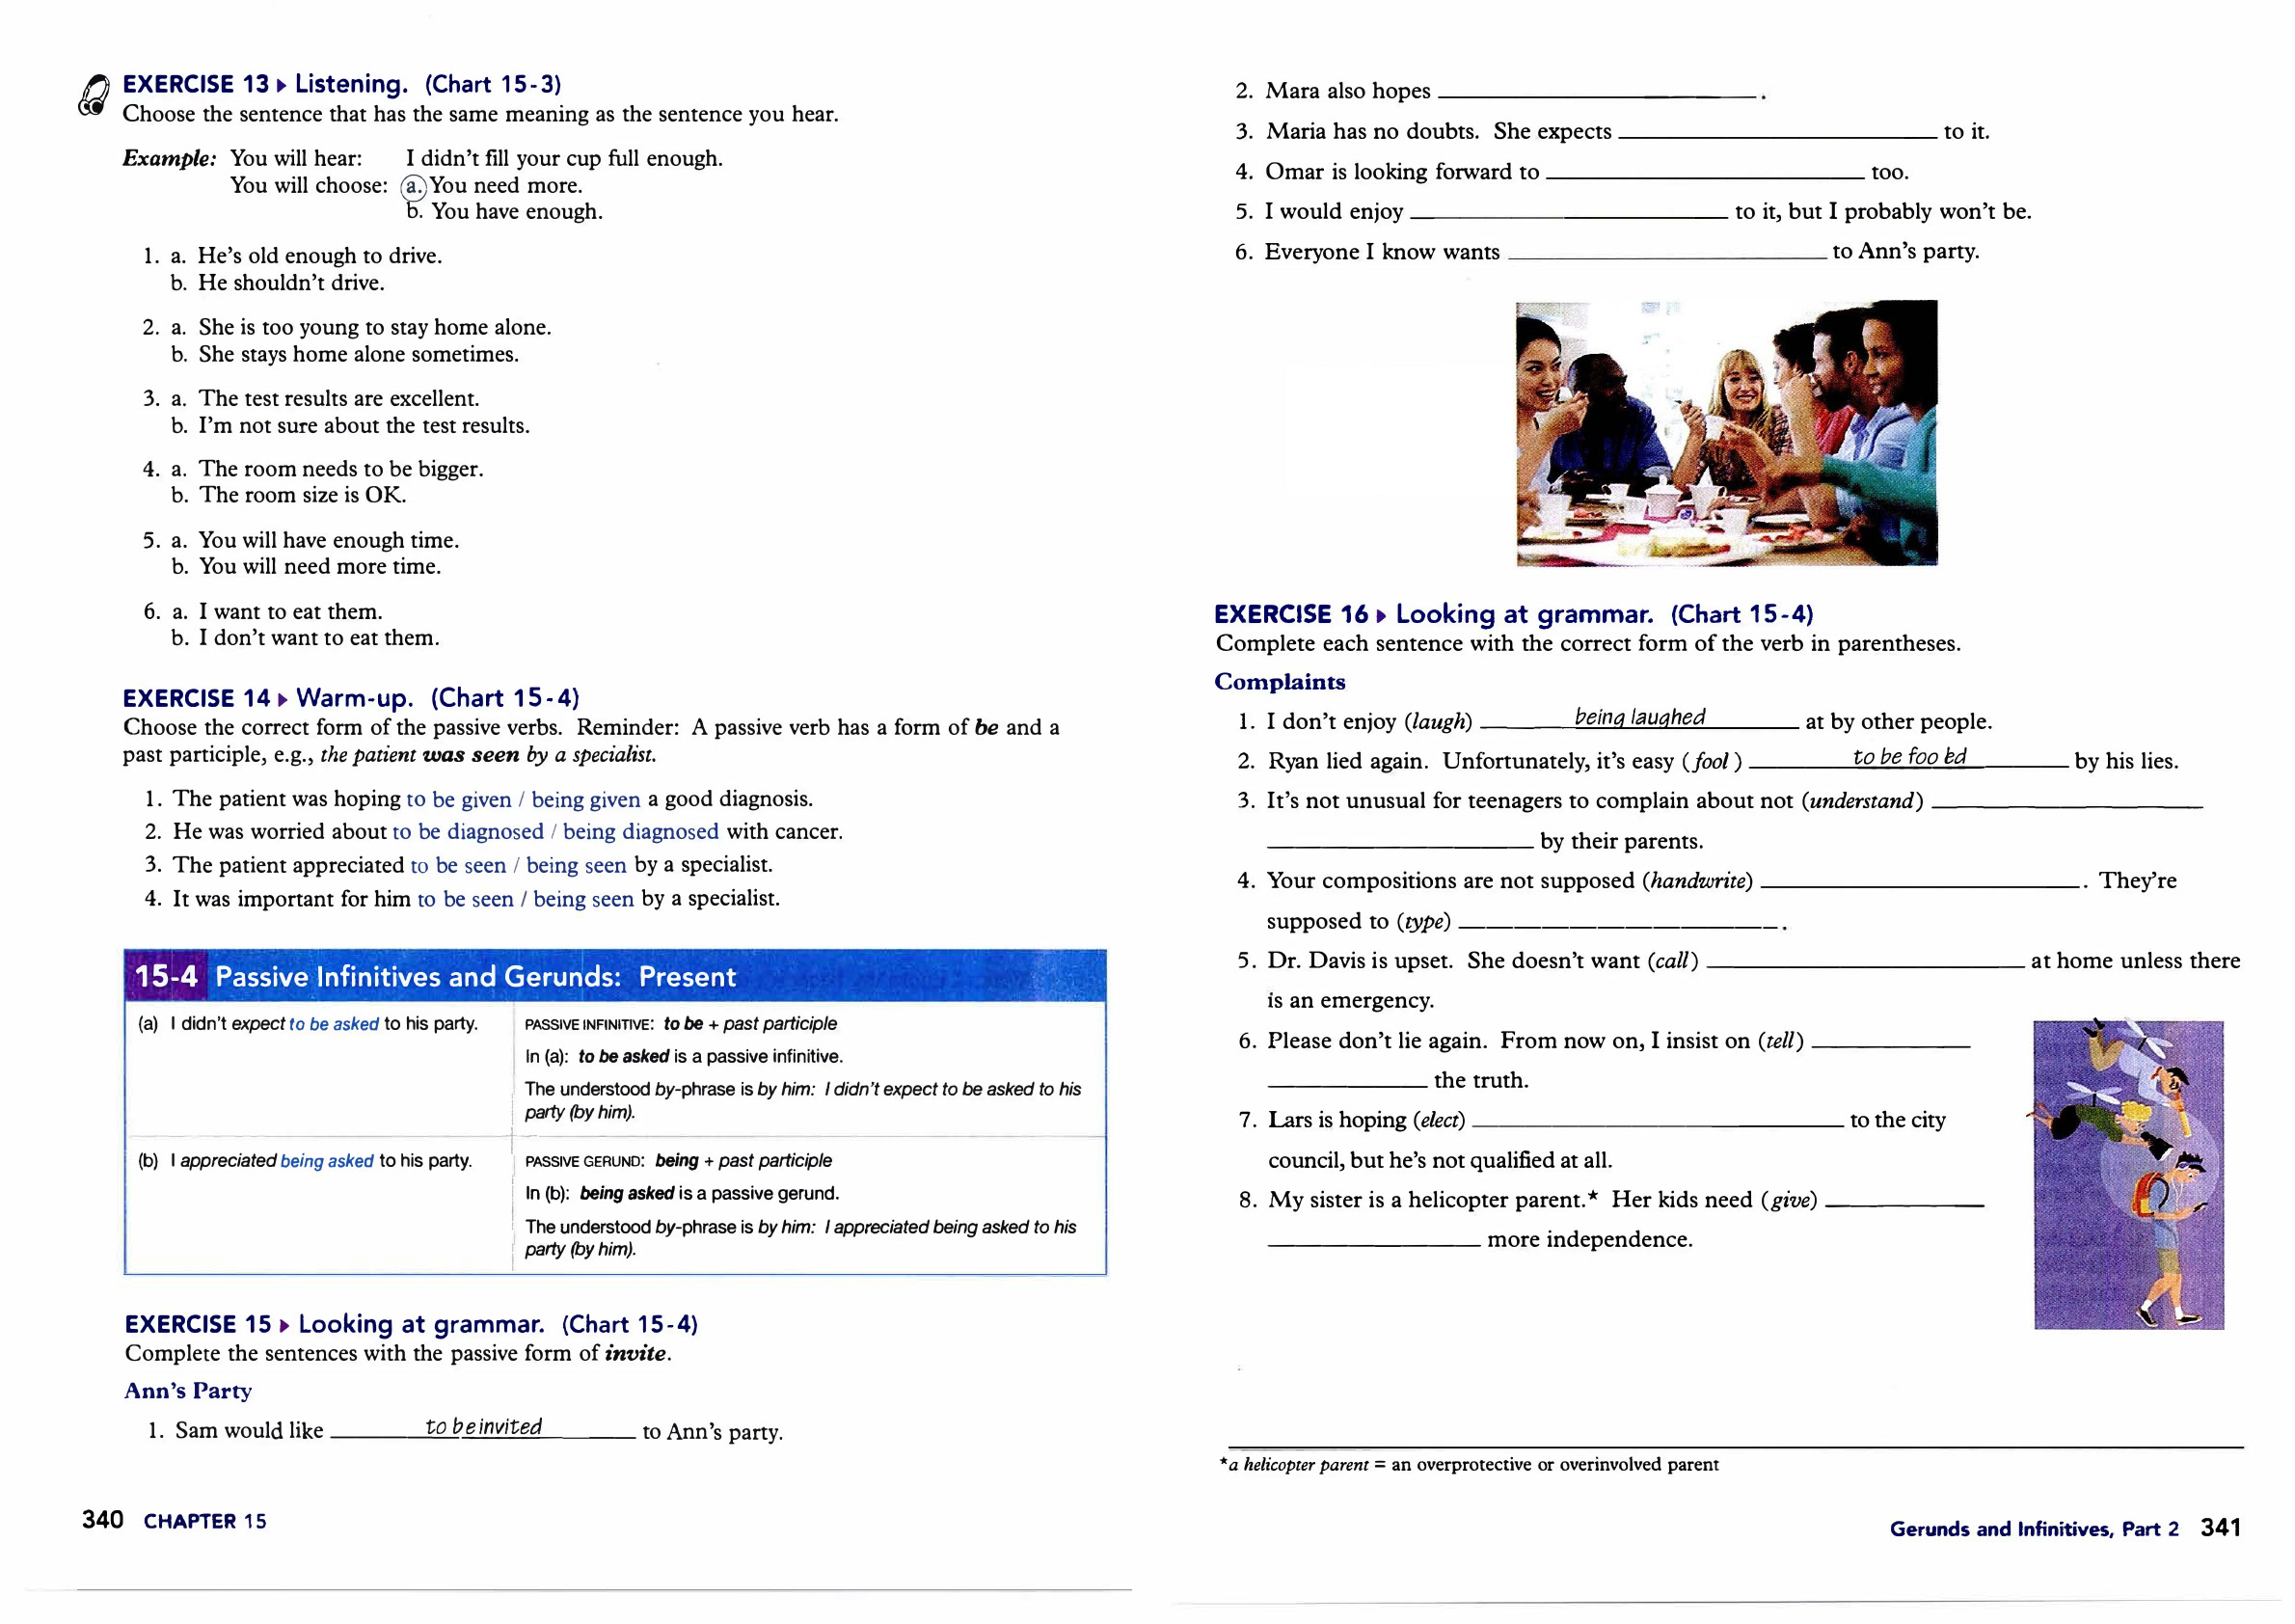 EXERCISE 13 ▸ Listening. (Chart 15-3)
Choose the sentence that has the same meaning as the sentence you hear.
Example: You will hear: I didn't fill your cup full enough.
You will choose: a. You need more.
b. You have enough.
1. a. He's old enough to drive.
b. He shouldn't drive.
2. a. She is too young to stay home alone.
b. She stays home alone sometimes.
3. a. The test results are excellent.
b. I'm not sure about the test results.
4. a. The room needs to be bigger.
b. The room size is OK.
5. a. You will have enough time.
b. You will need more time.
6. a. I want to eat them.
b. I don't want to eat them.
EXERCISE 14 ▸ Warm-up. (Chart 15-4)
Choose the correct form of the passive verbs. Reminder: A passive verb has a form of be and a
past participle, e.g., the patient was seen by a specialist.
1. The patient was hoping to be given / being given a good diagnosis.
2. He was worried about to be diagnosed / being diagnosed with cancer.
3. The patient appreciated to be seen / being seen by a specialist.
4. It was important for him to be seen / being seen by a specialist.
15-4 Passive Infinitives and Gerunds: Present
(a) I didn't expect to be asked to his party.
PASSIVE INFINITIVE: to be + past participle
In (a): to be asked is a passive infinitive.
The understood by-phrase is by him: I didn't expect to be asked to his
party (by him).
(b) I appreciated being asked to his party.
PASSIVE GERUND: being + past participle
In (b): being asked is a passive gerund.
The understood by-phrase is by him: I appreciated being asked to his
party (by him).
EXERCISE 15 ▸ Looking at grammar. (Chart 15-4)
Complete the sentences with the passive form of invite.
Ann's Party
1. Sam would like to be invited to Ann's party.
340 CHAPTER 15
2. Mara also hopes ____________ .
3. Maria has no doubts. She expects ____________ to it.
4. Omar is looking forward to ____________ too.
5. I would enjoy ____________ to it, but I probably won't be.
6. Everyone I know wants ____________ to Ann's party.
EXERCISE 16 ▸ Looking at grammar. (Chart 15-4)
Complete each sentence with the correct form of the verb in parentheses.
Complaints
1. I don't enjoy (laugh) being laughed at by other people.
2. Ryan lied again. Unfortunately, it's easy (fool) to be fooled by his lies.
3. It's not unusual for teenagers to complain about not (understand) ____________
____________ by their parents.
4. Your compositions are not supposed (handwrite) ____________ . They're
supposed to (type) ____________ .
5. Dr. Davis is upset. She doesn't want (call) ____________ at home unless there
is an emergency.
6. Please don't lie again. From now on, I insist on (tell) ____________
____________ the truth.
7. Lars is hoping (elect) ____________ to the city
council, but he's not qualified at all.
8. My sister is a helicopter parent.* Her kids need (give) ____________
____________ more independence.
*a helicopter parent = an overprotective or overinvolved parent
Gerunds and Infinitives, Part 2 341